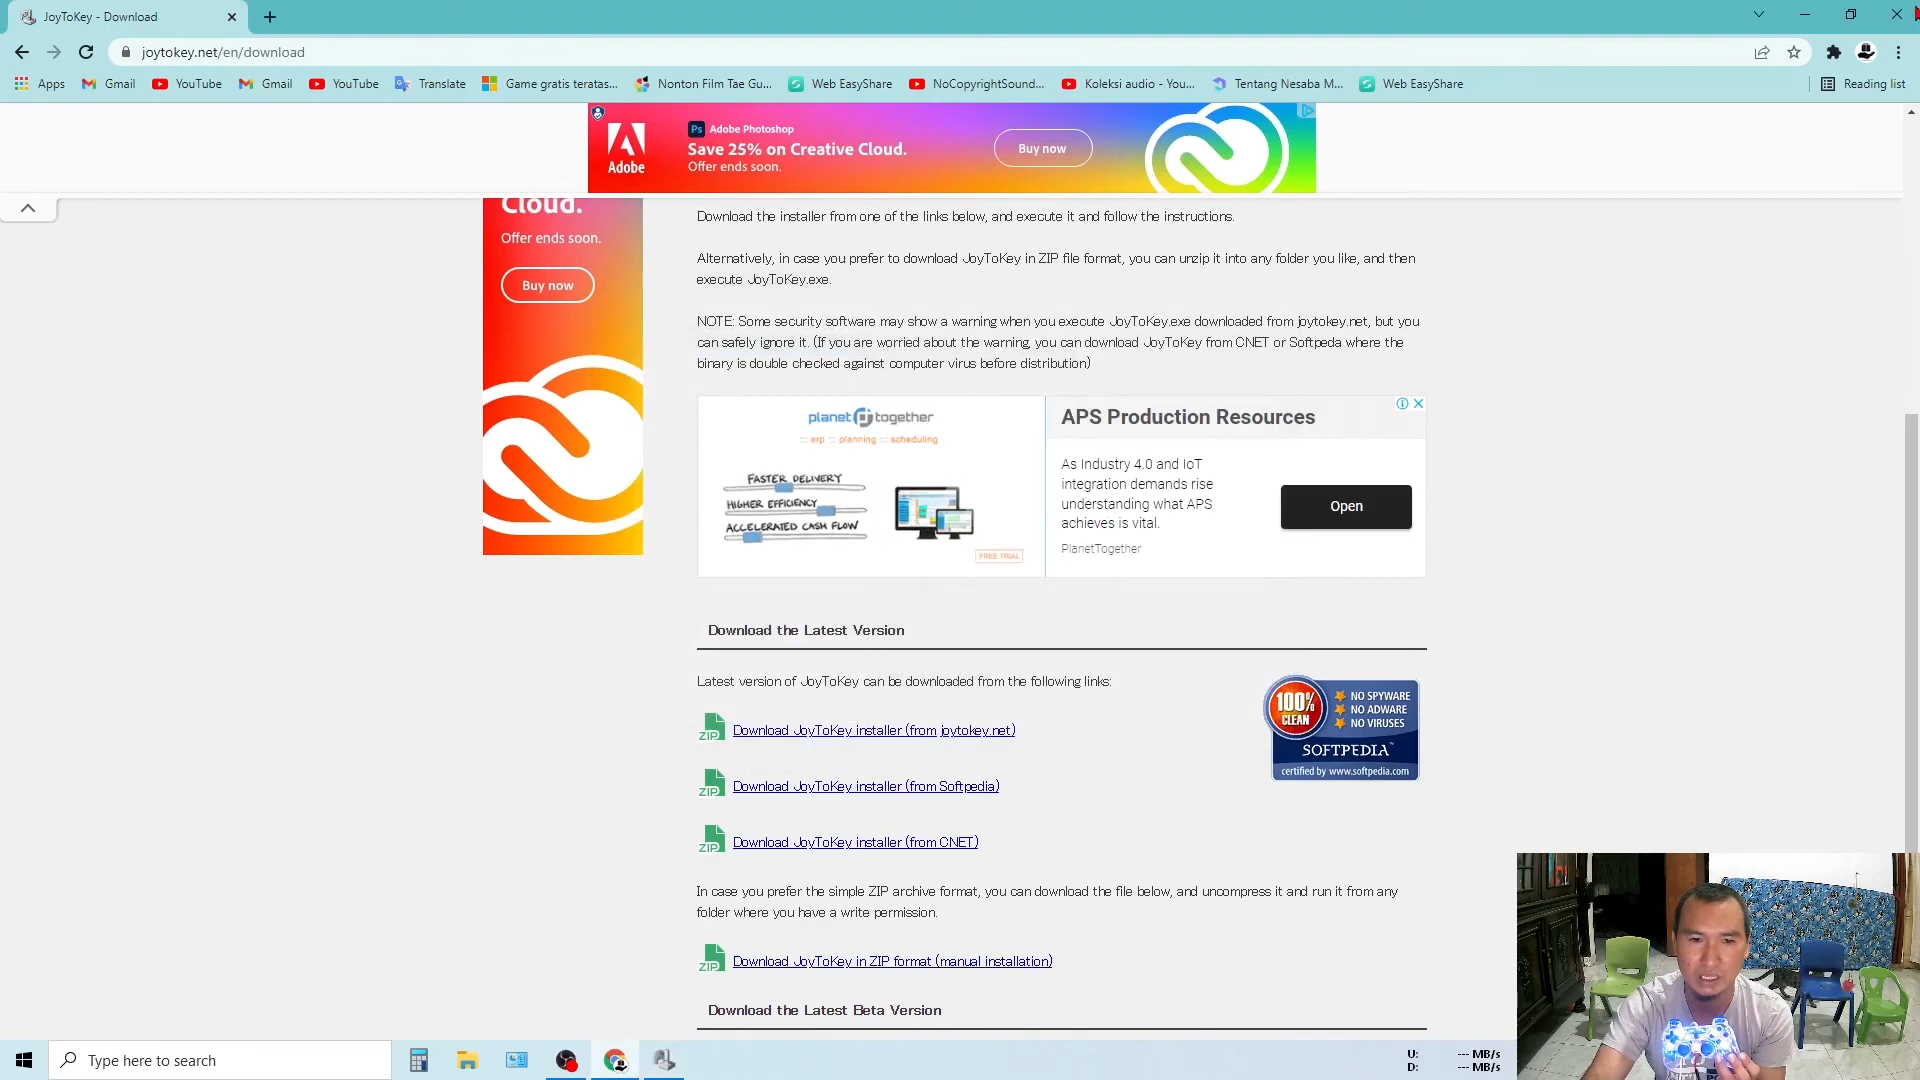 JoyToKey - Download
joytokey.net/en/download
Apps Gmail YouTube Gmail YouTube Translate Game gratis teratas... Nonton Film Tae Gu... Web EasyShare NoCopyrightSound... Koleksi audio - You... Tentang Nesaba M... Web EasyShare Reading list
Adobe
Ps Adobe Photoshop
Save 25% on Creative Cloud.
Offer ends soon.
Buy now
Cloud.
Offer ends soon.
Buy now
Download the installer from one of the links below, and execute it and follow the instructions.
Alternatively, in case you prefer to download JoyToKey in ZIP file format, you can unzip it into any folder you like, and then
execute JoyToKey.exe.
NOTE: Some security software may show a warning when you execute JoyToKey.exe downloaded from joytokey.net, but you
can safely ignore it. (If you are worried about the warning, you can download JoyToKey from CNET or Softpeda where the
binary is double checked against computer virus before distribution)
planet together
::: erp ::: planning ::: scheduling
FASTER DELIVERY
HIGHER EFFICIENCY
ACCELERATED CASH FLOW
FREE TRIAL
APS Production Resources
As Industry 4.0 and IoT
integration demands rise
understanding what APS
achieves is vital.
PlanetTogether
Open
Download the Latest Version
Latest version of JoyToKey can be downloaded from the following links:
ZIP Download JoyToKey installer (from joytokey.net)
ZIP Download JoyToKey installer (from Softpedia)
ZIP Download JoyToKey installer (from CNET)
100% CLEAN
NO SPYWARE
NO ADWARE
NO VIRUSES
SOFTPEDIA™
certified by www.softpedia.com
In case you prefer the simple ZIP archive format, you can download the file below, and uncompress it and run it from any
folder where you have a write permission.
ZIP Download JoyToKey in ZIP format (manual installation)
Download the Latest Beta Version
Type here to search
U: --- MB/s
D: --- MB/s